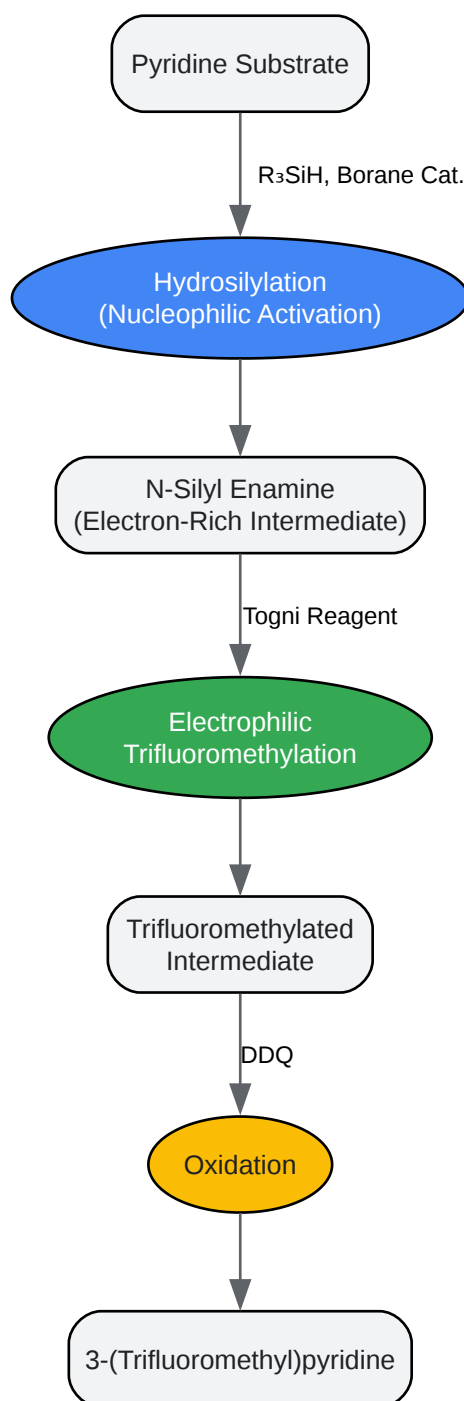 Pyridine Substrate
R₃SiH, Borane Cat.
Hydrosilylation
(Nucleophilic Activation)
N-Silyl Enamine
(Electron-Rich Intermediate)
Togni Reagent
Electrophilic
Trifluoromethylation
Trifluoromethylated
Intermediate
DDQ
Oxidation
3-(Trifluoromethyl)pyridine